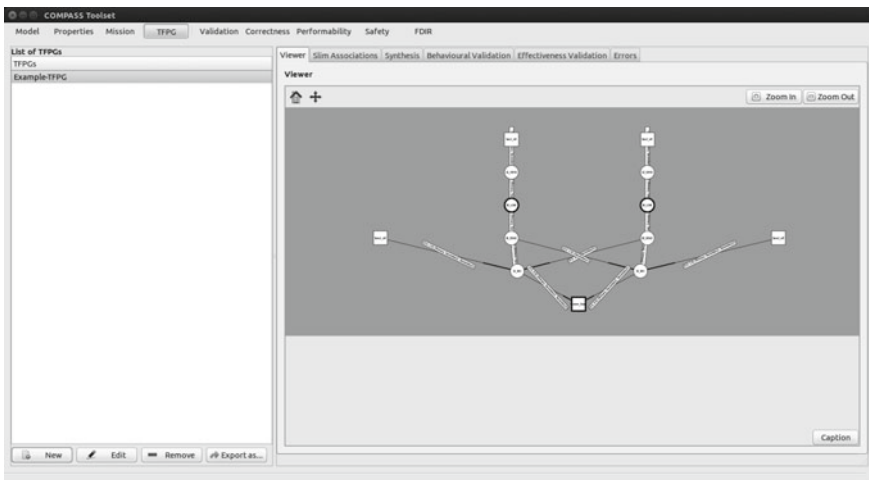 COMPASS Toolset
Model Properties Mission TFPG Validation Correctness Performability Safety FDIR
List of TFPGs
TFPGs
Example-TFPG
Viewer Slim Associations Synthesis Behavioural Validation Effectiveness Validation Errors
Viewer
Zoom In Zoom Out
Caption
New Edit Remove Export as...